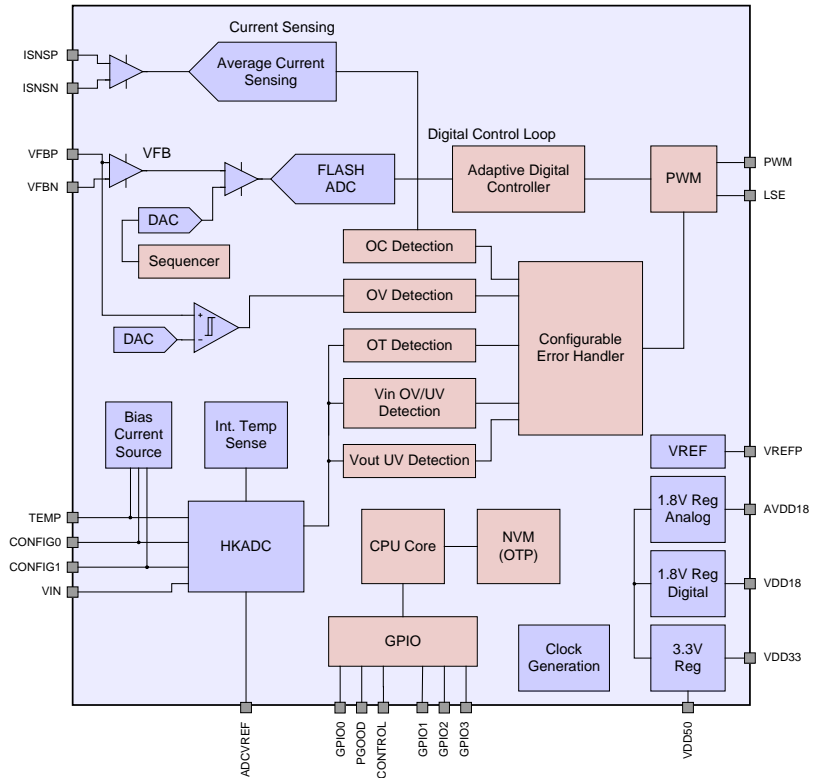 Current Sensing
ISNSP
ISNSN
Average Current
Sensing
VFBP
VFBN
VFB
FLASH
ADC
Digital Control Loop
Adaptive Digital
Controller
PWM
PWM
LSE
DAC
Sequencer
OC Detection
OV Detection
+
-
DAC
OT Detection
Configurable
Error Handler
Vin OV/UV
Detection
Vout UV Detection
Bias
Current
Source
Int. Temp
Sense
VREF
VREFP
TEMP
CONFIG0
CONFIG1
VIN
HKADC
CPU Core
NVM
(OTP)
1.8V Reg
Analog
AVDD18
1.8V Reg
Digital
VDD18
GPIO
Clock
Generation
3.3V
Reg
VDD33
ADCVREF
GPIO0
PGOOD
CONTROL
GPIO1
GPIO2
GPIO3
VDD50